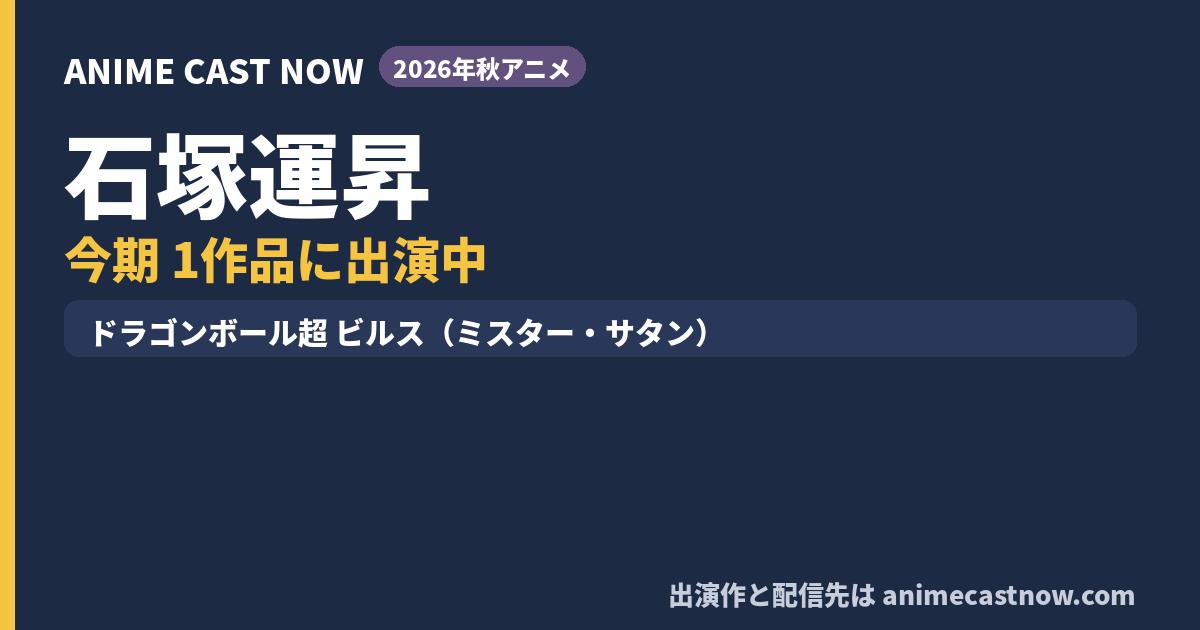 ANIME CAST NOW 2026年秋アニメ
石塚運昇
今期 1作品に出演中
ドラゴンボール超 ビルス（ミスター・サタン）
出演作と配信先は animecastnow.com